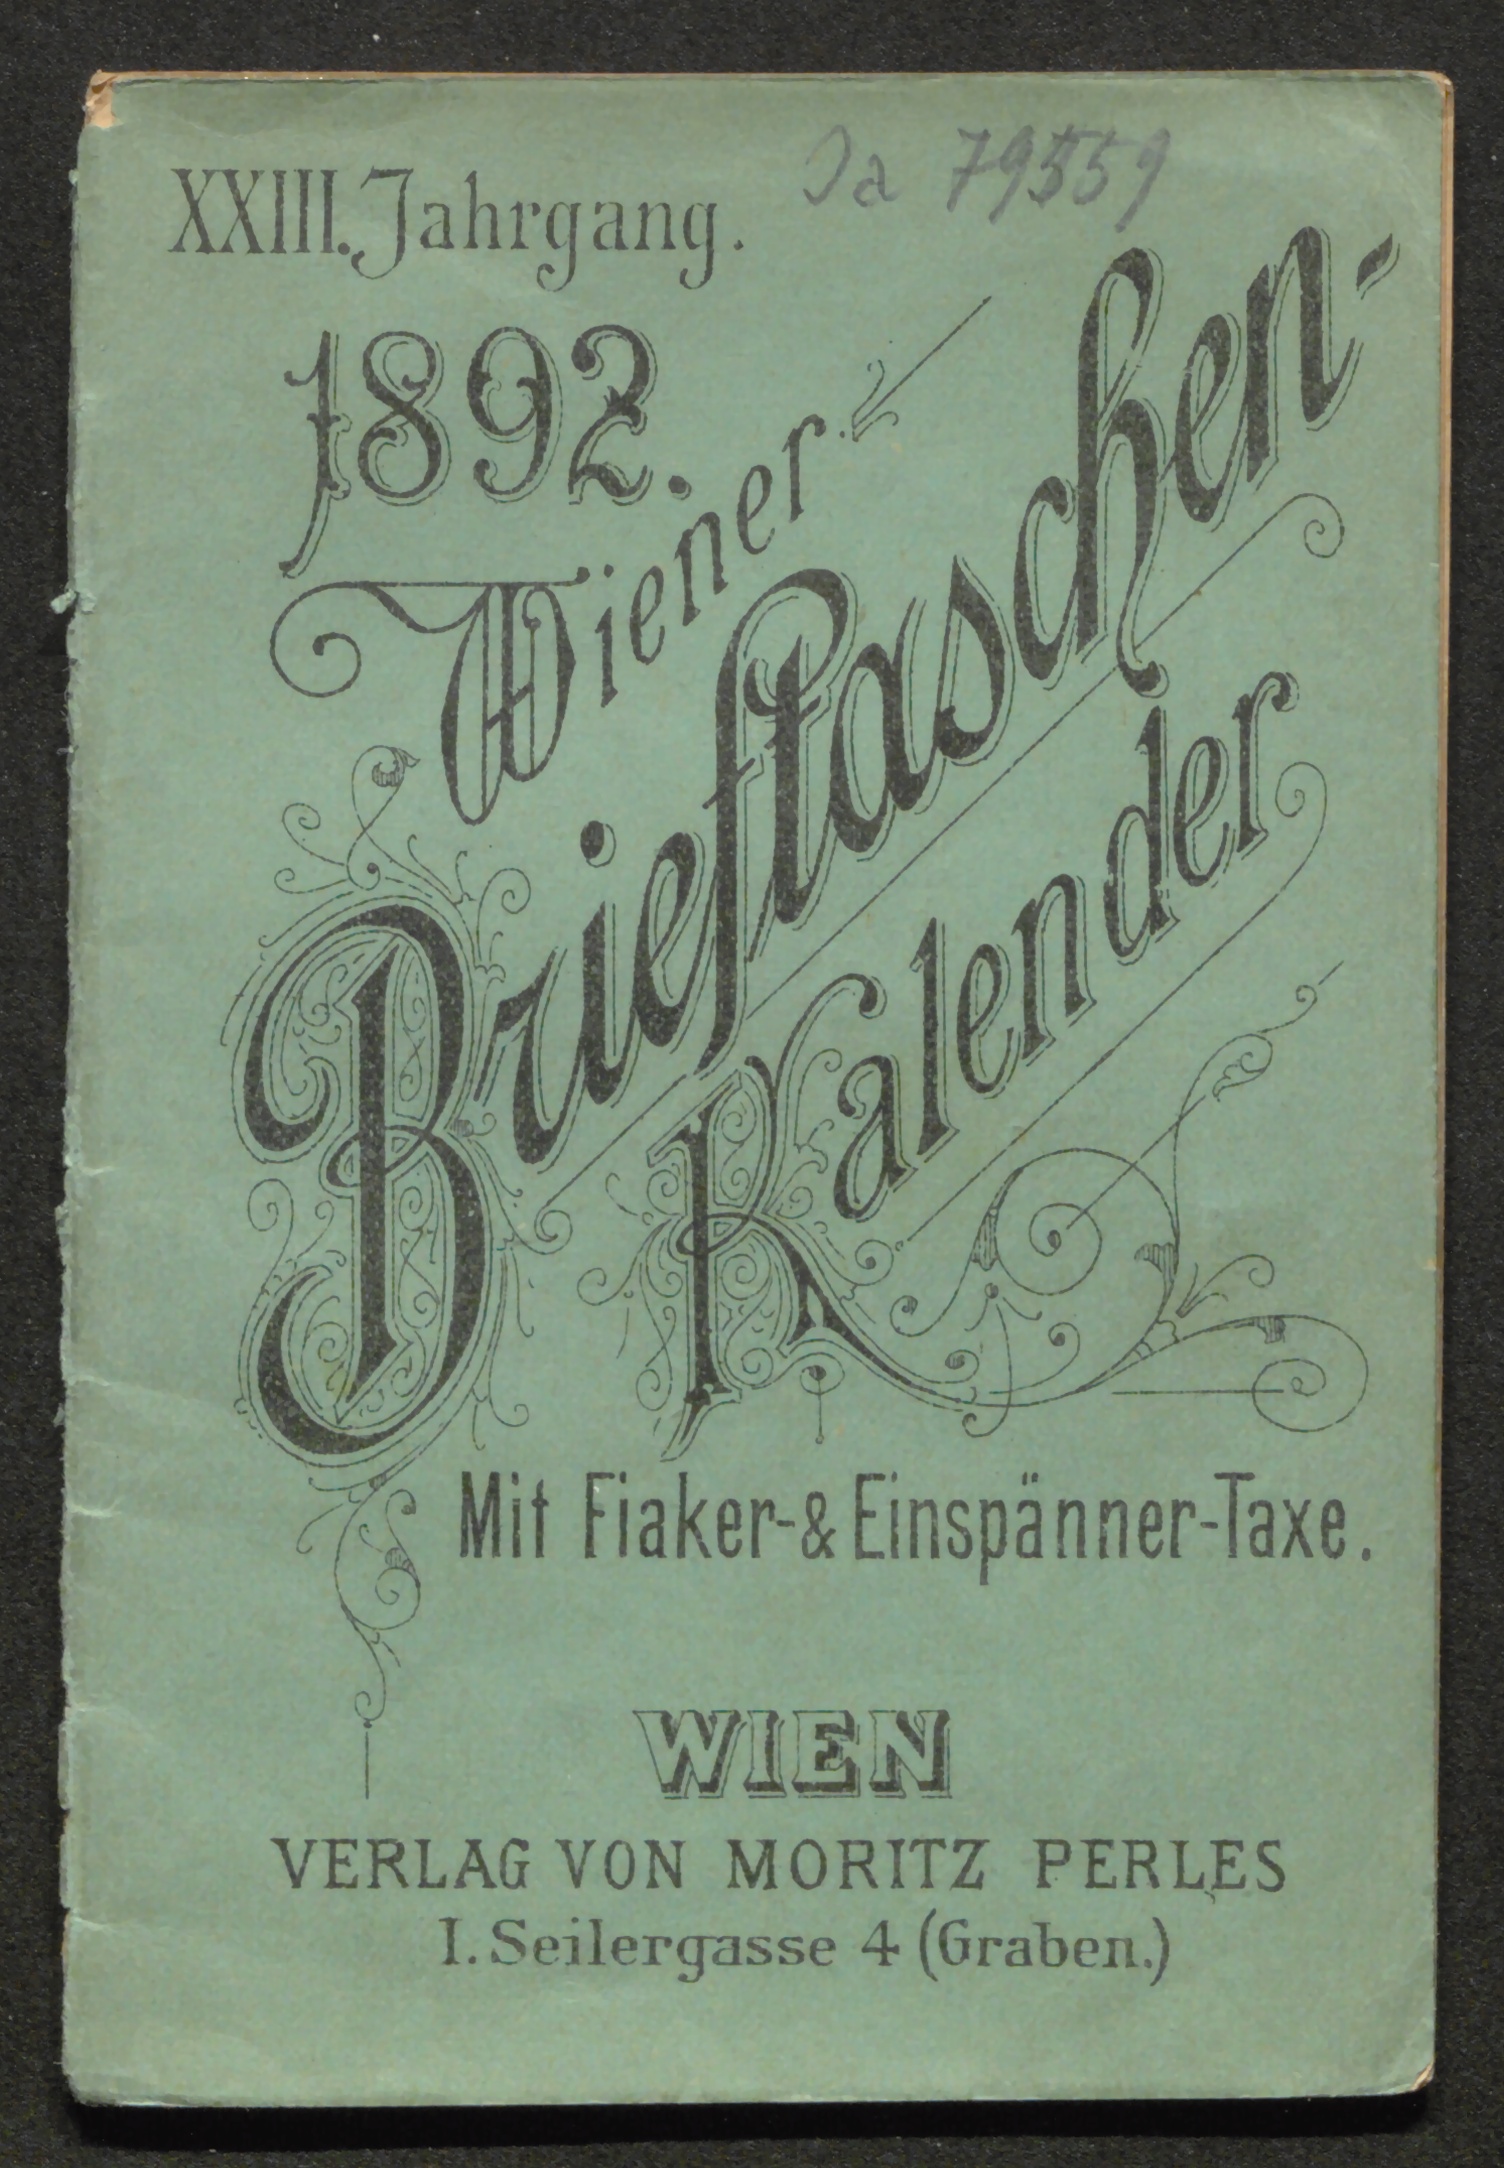 XXIII. Jahrgang.
Ja 79559
1892.
Wiener
Brieftaschen-
Kalender
Mit Fiaker-& Einspänner-Taxe.
WIEN
VERLAG VON MORITZ PERLES
I. Seilergasse 4 (Graben.)